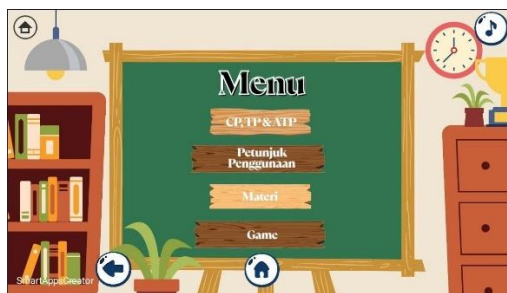 Menu
CP, TP & ATP
Petunjuk
Penggunaan
Materi
Game
SmartAppsCreator